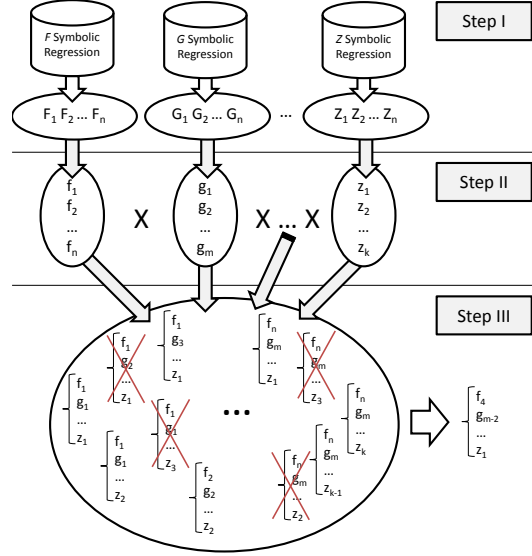 F Symbolic
Regression
G Symbolic
Regression
Z Symbolic
Regression
Step I
F₁ F₂ ... Fₙ
G₁ G₂ ... Gₙ
...
Z₁ Z₂ ... Zₙ
Step II
f₁
f₂
...
fₙ
X
g₁
g₂
...
gₘ
X ... X
z₁
z₂
...
zₖ
Step III
f₁
g₃
...
z₁
fₙ
gₘ
...
z₁
f₁
g₂
...
z₁
fₙ
gₘ
...
z₃
f₁
g₁
...
z₁
f₁
g₁
...
z₃
...
fₙ
gₘ
...
zₖ
f₁
g₁
...
z₂
f₂
g₂
...
z₂
fₙ
gₘ
...
z₂
fₙ
gₘ
...
zₖ₋₁
f₄
gₘ₋₂
...
z₁